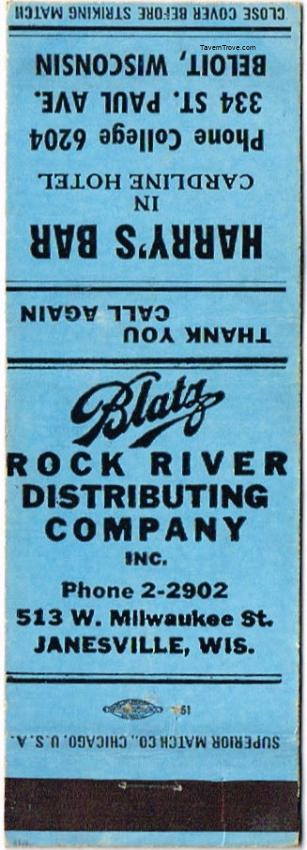 CLOSE COVER BEFORE STRIKING MATCH
TavernTrove.com
HARRY'S BAR
IN
CARDLINE HOTEL
Phone College 6204
334 ST. PAUL AVE.
BELOIT, WISCONSIN
THANK YOU
CALL AGAIN
Blatz
ROCK RIVER
DISTRIBUTING
COMPANY
INC.
Phone 2-2902
513 W. Milwaukee St.
JANESVILLE, WIS.
51
SUPERIOR MATCH CO., CHICAGO, U.S.A.